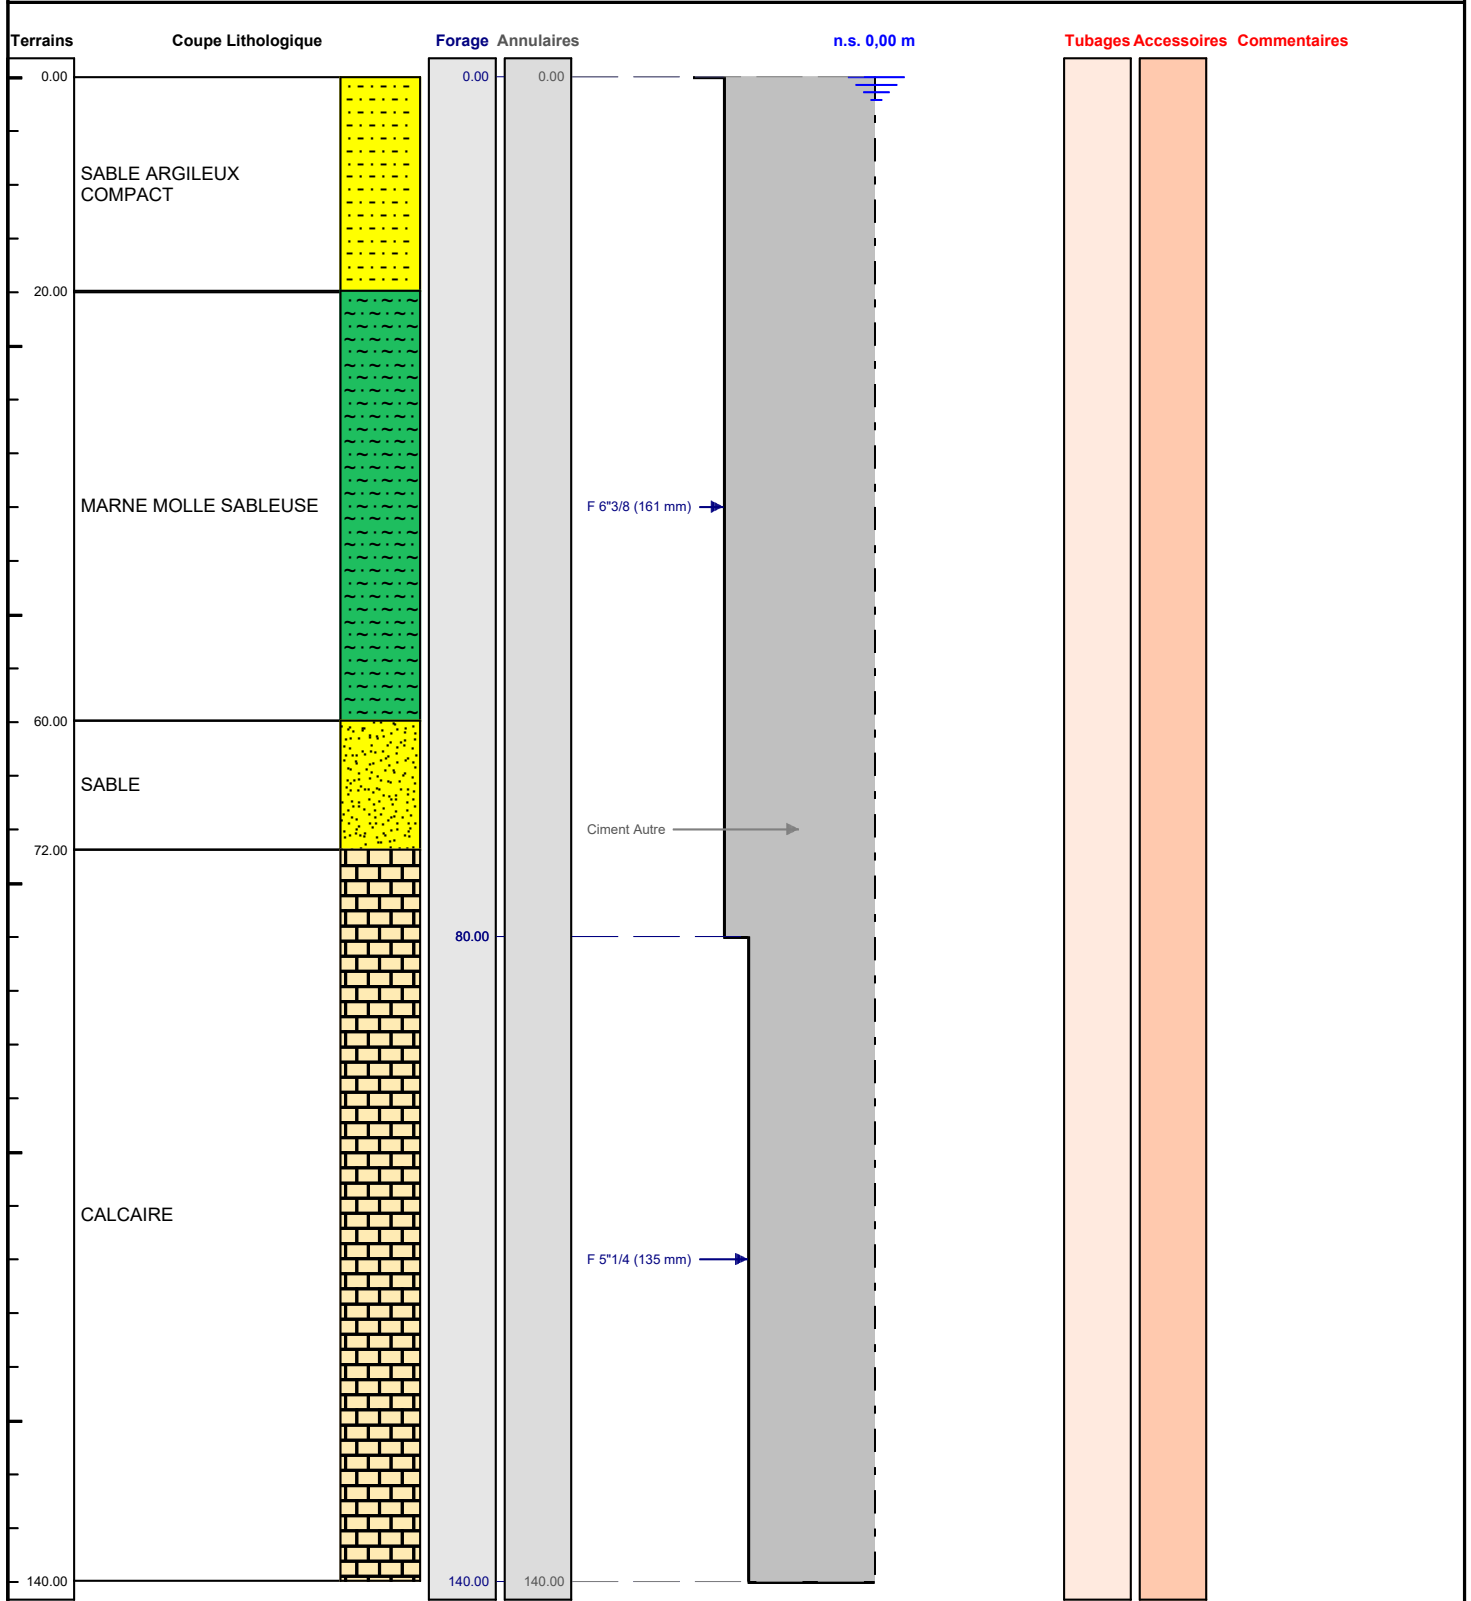 Terrains Coupe Lithologique Forage Annulaires n.s. 0,00 m Tubages Accessoires Commentaires
0.00 0.00 0.00
SABLE ARGILEUX
COMPACT
20.00
MARNE MOLLE SABLEUSE F 6"3/8 (161 mm)
60.00
SABLE
Ciment Autre
72.00
80.00
CALCAIRE
F 5"1/4 (135 mm)
140.00 140.00 140.00